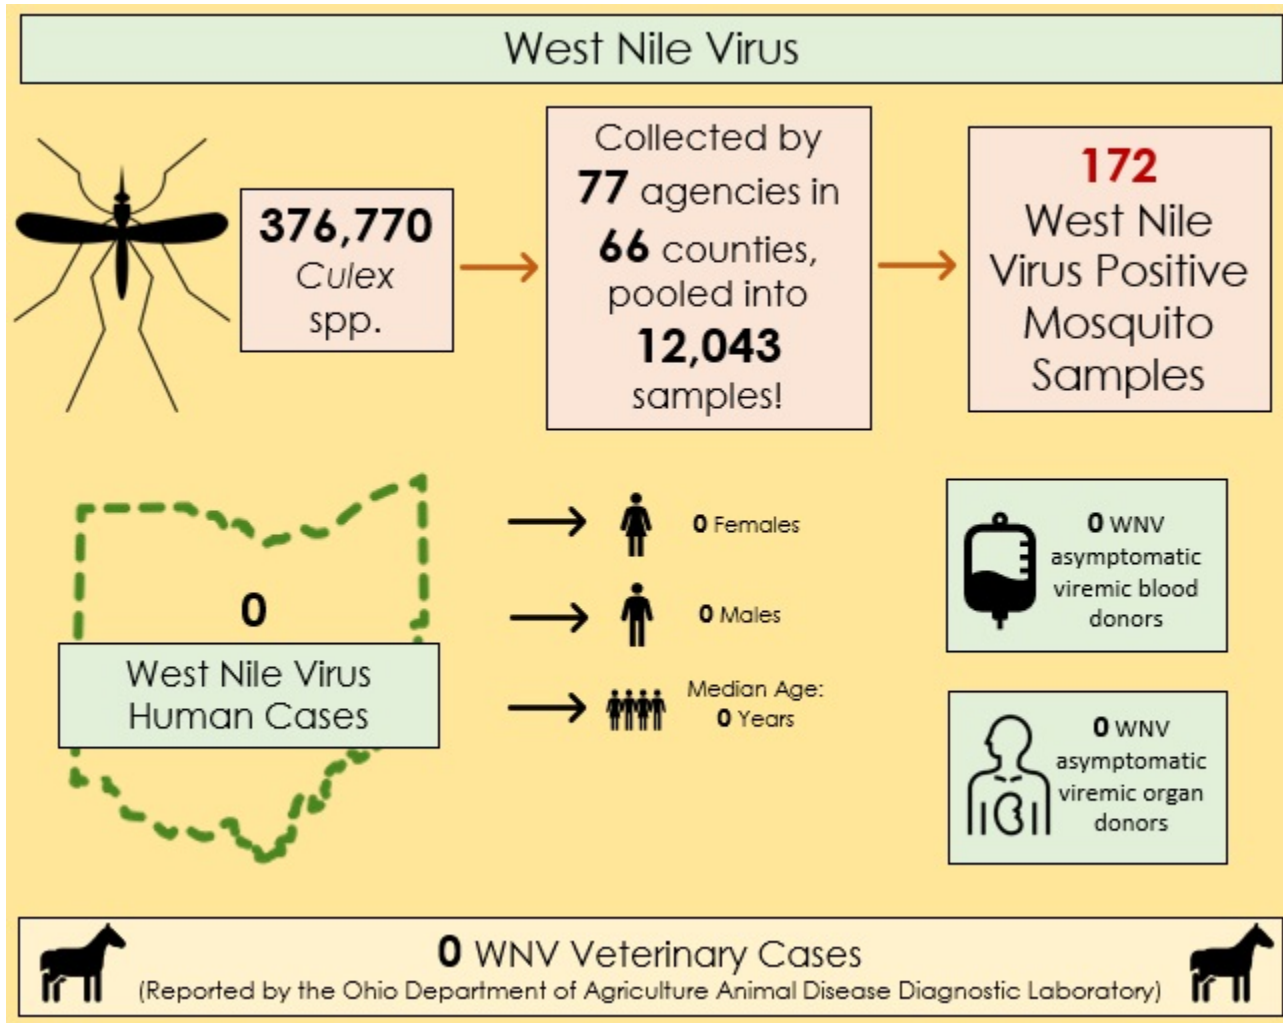 West Nile Virus
376,770
Culex
spp.
Collected by
77 agencies in
66 counties,
pooled into
12,043
samples!
172
West Nile
Virus Positive
Mosquito
Samples
0
West Nile Virus
Human Cases
0 Females
0 Males
Median Age:
0 Years
0 WNV
asymptomatic
viremic blood
donors
0 WNV
asymptomatic
viremic organ
donors
0 WNV Veterinary Cases
(Reported by the Ohio Department of Agriculture Animal Disease Diagnostic Laboratory)